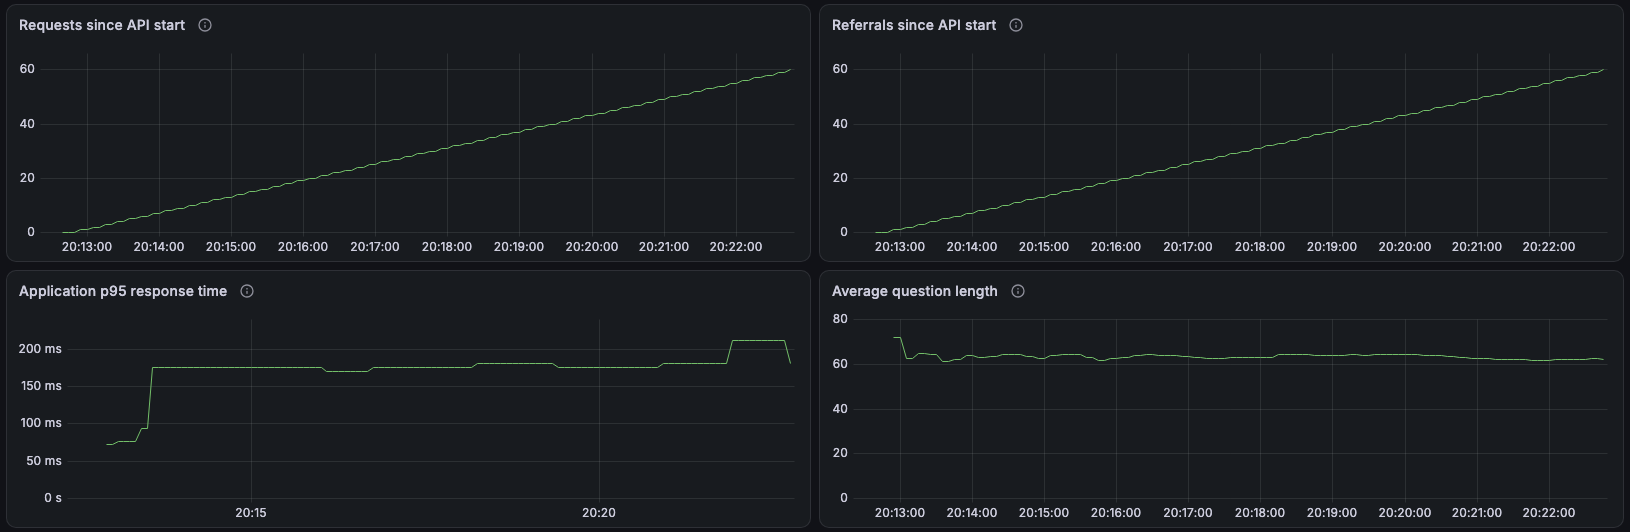 Requests since API start
60
40
20
0
20:13:00 20:14:00 20:15:00 20:16:00 20:17:00 20:18:00 20:19:00 20:20:00 20:21:00 20:22:00
Referrals since API start
60
40
20
0
20:13:00 20:14:00 20:15:00 20:16:00 20:17:00 20:18:00 20:19:00 20:20:00 20:21:00 20:22:00
Application p95 response time
200 ms
150 ms
100 ms
50 ms
0 s
20:15 20:20
Average question length
80
60
40
20
0
20:13:00 20:14:00 20:15:00 20:16:00 20:17:00 20:18:00 20:19:00 20:20:00 20:21:00 20:22:00